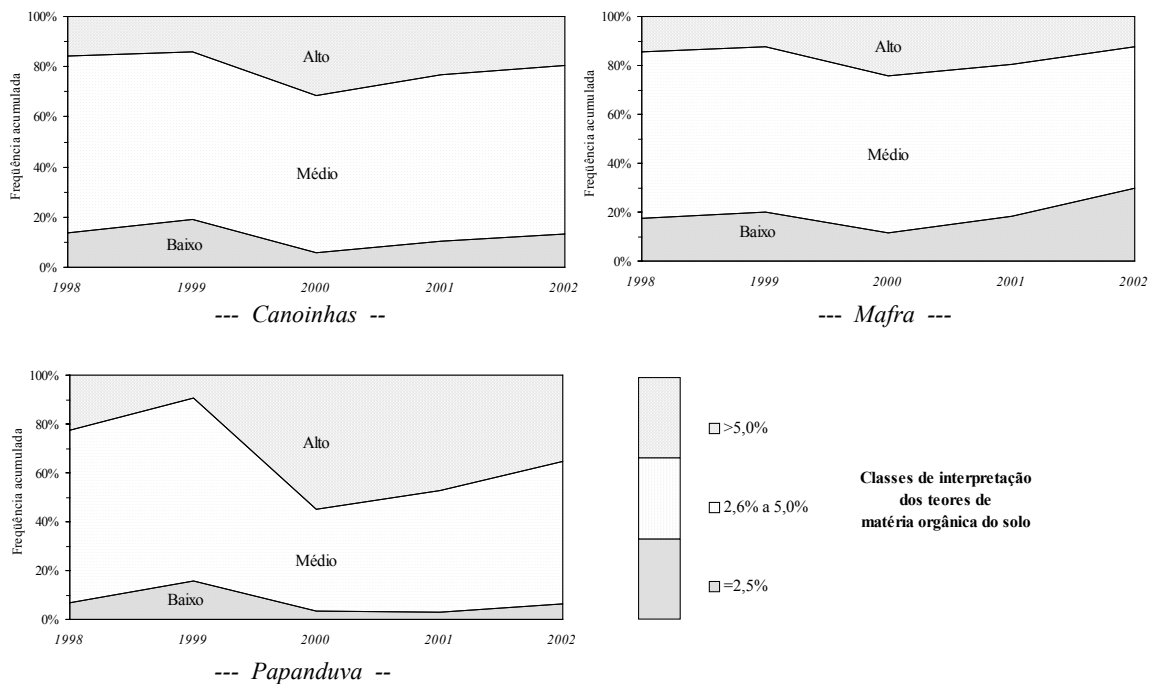 100%
80%
60%
40%
20%
0%
Freqüência acumulada
Alto
Médio
Baixo
1998 1999 2000 2001 2002
--- Canoinhas --
100%
80%
60%
40%
20%
0%
Freqüência acumulada
Alto
Médio
Baixo
1998 1999 2000 2001 2002
--- Mafra ---
100%
80%
60%
40%
20%
0%
Freqüência acumulada
Alto
Médio
Baixo
1998 1999 2000 2001 2002
--- Papanduva --
>5,0%
2,6% a 5,0%
=2,5%
Classes de interpretação
dos teores de
matéria orgânica do solo